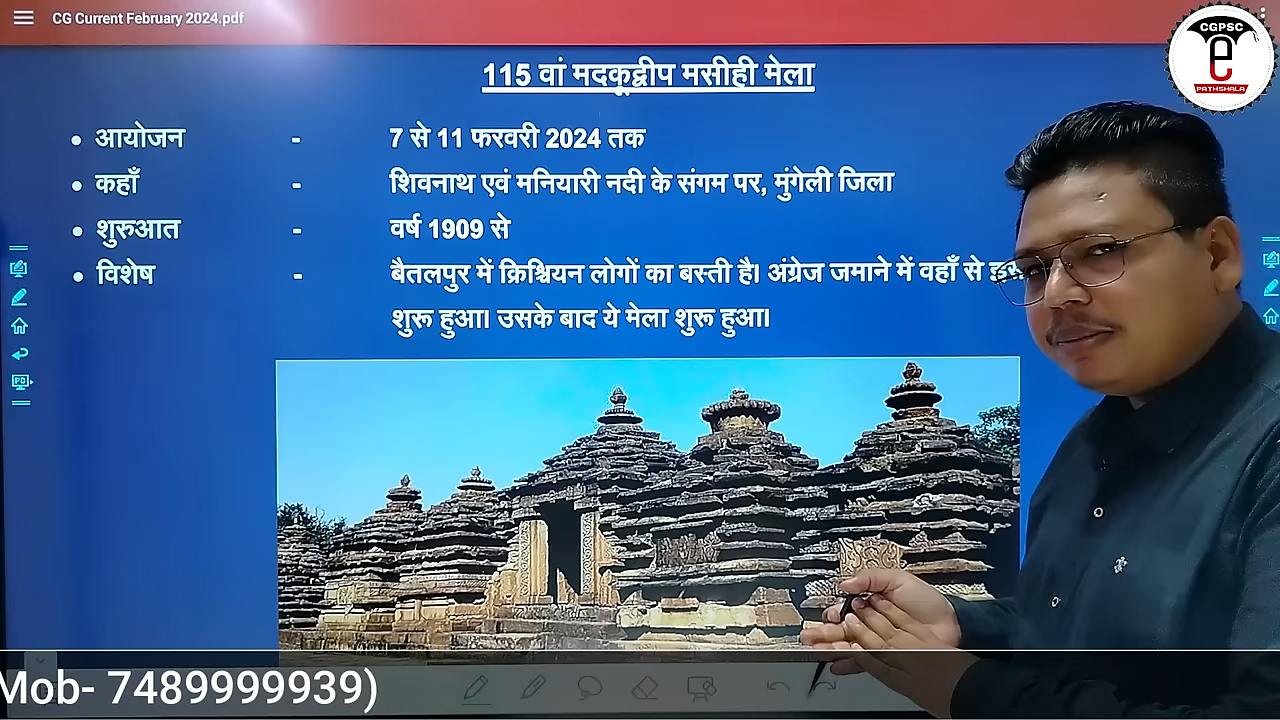 CG Current February 2024.pdf
CGPSC
e
PATHSHALA
115 वां मदकूद्वीप मसीही मेला
• आयोजन - 7 से 11 फरवरी 2024 तक
• कहाँ - शिवनाथ एवं मनियारी नदी के संगम पर, मुंगेली जिला
• शुरुआत - वर्ष 1909 से
• विशेष - बैतलपुर में क्रिश्चियन लोगों का बस्ती है। अंग्रेज जमाने में वहाँ से
शुरू हुआ। उसके बाद ये मेला शुरू हुआ।
Mob- 7489999939)